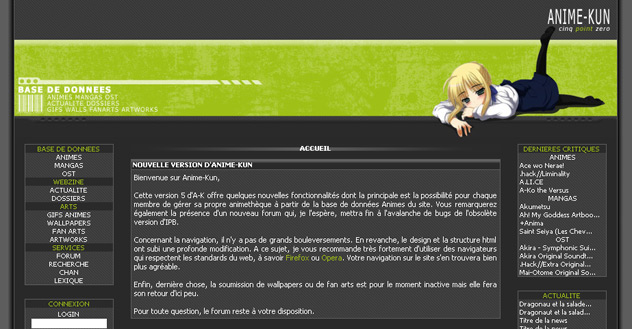 ANIME-KUN
cinq point zero
BASE DE DONNEES
ANIMES MANGAS OST
ACTUALITE DOSSIERS
GIFS WALLS FANARTS ARTWORKS
BASE DE DONNEES
ANIMES
MANGAS
OST
WEBZINE
ACTUALITE
DOSSIERS
ARTS
GIFS ANIMES
WALLPAPERS
FAN ARTS
ARTWORKS
SERVICES
FORUM
RECHERCHE
CHAN
LEXIQUE
CONNEXION
LOGIN
ACCUEIL
NOUVELLE VERSION D'ANIME-KUN
Bienvenue sur Anime-Kun,
Cette version 5 d'A-K offre quelques nouvelles fonctionnalités dont la principale est la possibilité pour chaque
membre de gérer sa propre animethèque à partir de la base de données Animes du site. Vous remarquerez
également la présence d'un nouveau forum qui, je l'espère, mettra fin à l'avalanche de bugs de l'obsolète
version d'IPB.
Concernant la navigation, il n'y a pas de grands bouleversements. En revanche, le design et la structure html
ont subi une profonde modification. A ce sujet, je vous recommande très fortement d'utiliser des navigateurs
qui respectent les standards du web, à savoir Firefox ou Opera. Votre navigation sur le site s'en trouvera bien
plus agréable.
Enfin, dernière chose, la soumission de wallpapers ou de fan arts est pour le moment inactive mais elle fera
son retour d'ici peu.
Pour toute question, le forum reste à votre disposition.
DERNIERES CRITIQUES
ANIMES
Ace wo Nerae!
.hack//Liminality
A.LI.CE
A-Ko the Versus
MANGAS
Akumetsu
Ah! My Goddess Artboo...
+Anima
Saint Seiya (Les Chev...
OST
Akira - Symphonic Sui...
Akira Original Soundt...
.Hack//Extra Original...
Mai-Otome Original So...
ACTUALITE
Dragonau et la salade...
Dragonaut et la salad...
Titre de la news
Titre de la news